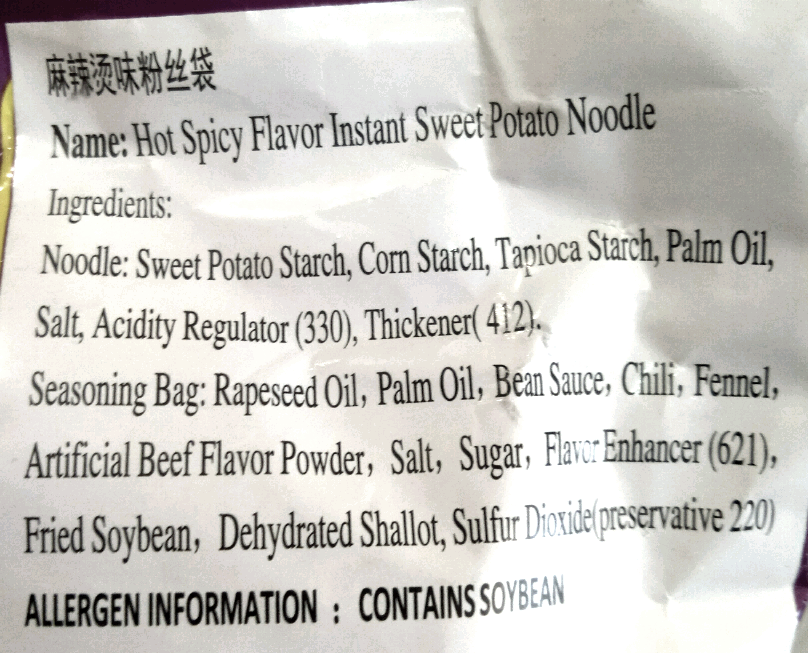 麻辣烫味粉丝袋
Name: Hot Spicy Flavor Instant Sweet Potato Noodle
Ingredients:
Noodle: Sweet Potato Starch, Corn Starch, Tapioca Starch, Palm Oil,
Salt, Acidity Regulator (330), Thickener( 412).
Seasoning Bag: Rapeseed Oil, Palm Oil, Bean Sauce, Chili, Fennel,
Artificial Beef Flavor Powder, Salt, Sugar, Flavor Enhancer (621),
Fried Soybean, Dehydrated Shallot, Sulfur Dioxide(preservative 220)
ALLERGEN INFORMATION : CONTAINS SOYBEAN